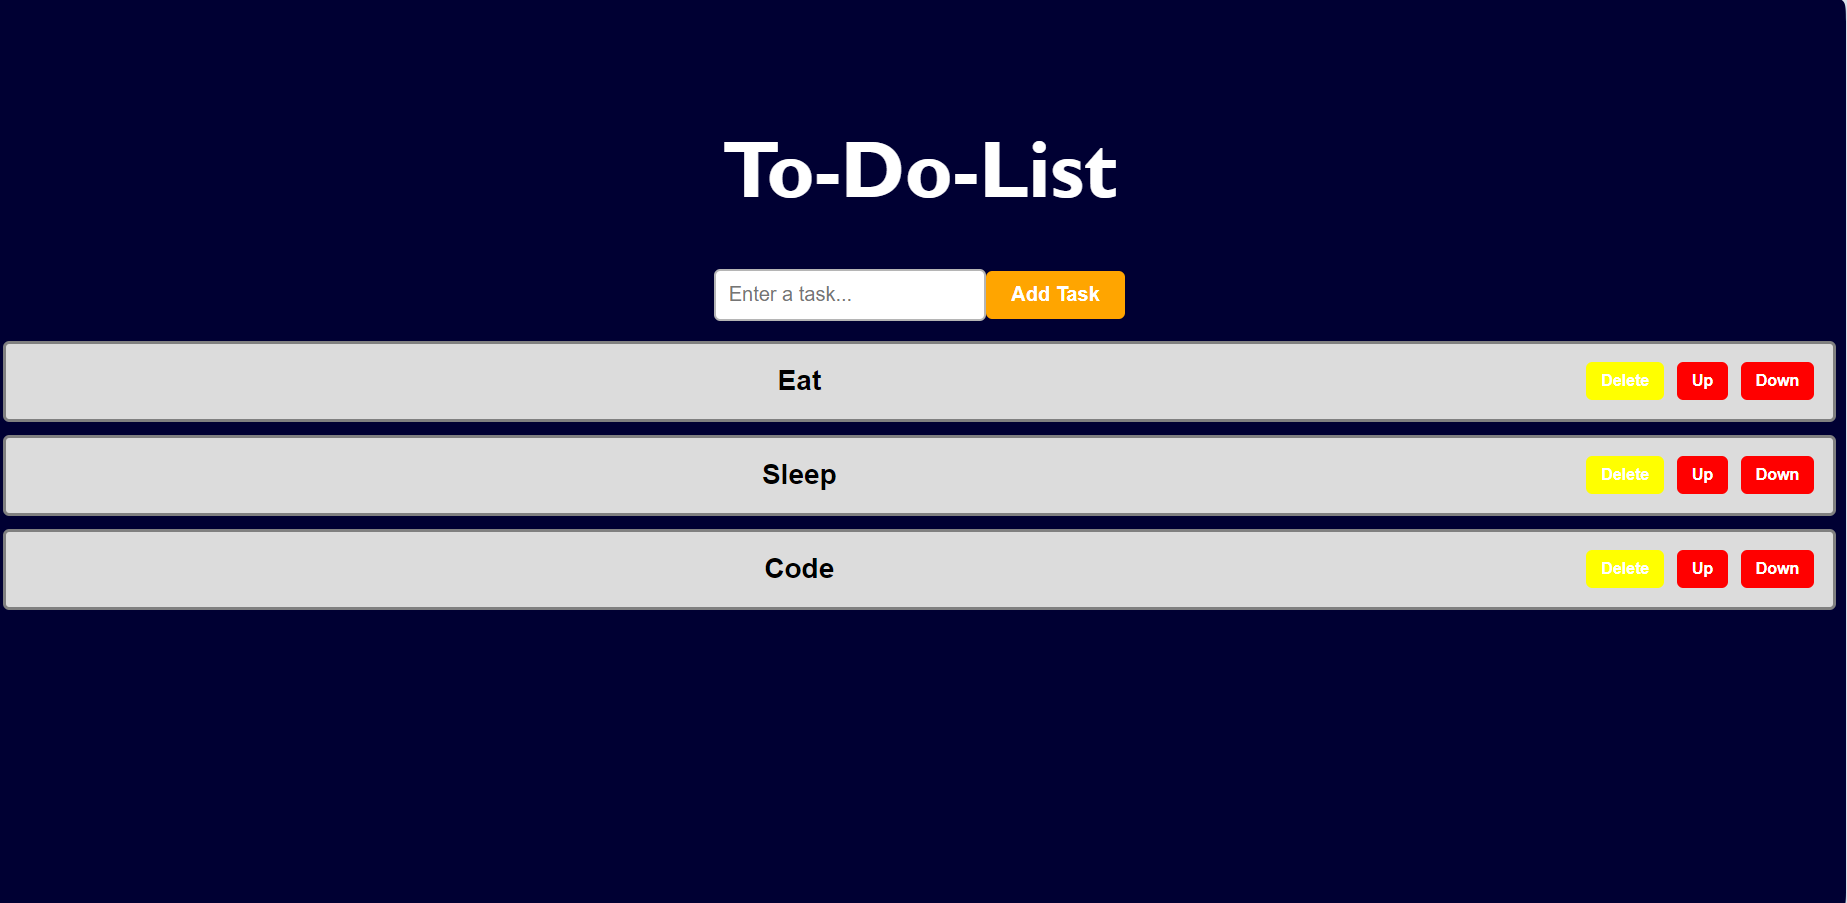 To-Do-List
Enter a task... Add Task
Eat Delete Up Down
Sleep Delete Up Down
Code Delete Up Down